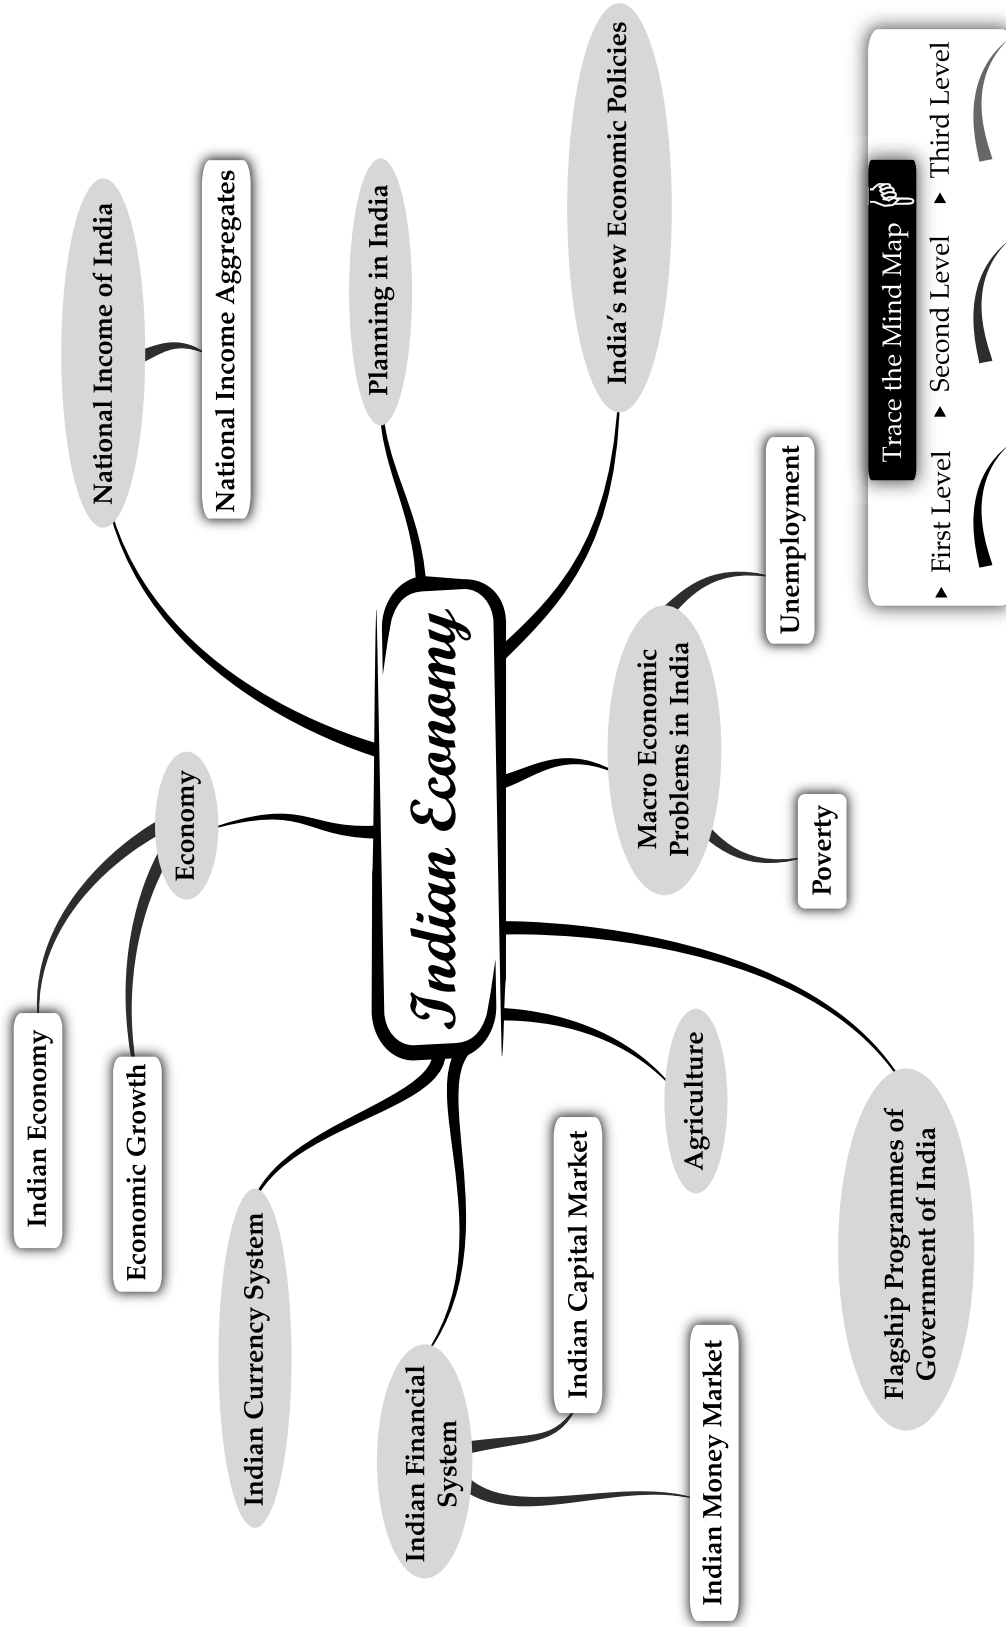 Indian Economy
Economic Growth
Economy
National Income of India
National Income Aggregates
Indian Currency System
Planning in India
Indian Economy
Indian Financial
System
India´s new Economic Policies
Indian Capital Market
Macro Economic
Problems in India
Agriculture
Unemployment
Indian Money Market
Poverty
Flagship Programmes of
Government of India
Trace the Mind Map
▶ First Level ▶ Second Level ▶ Third Level